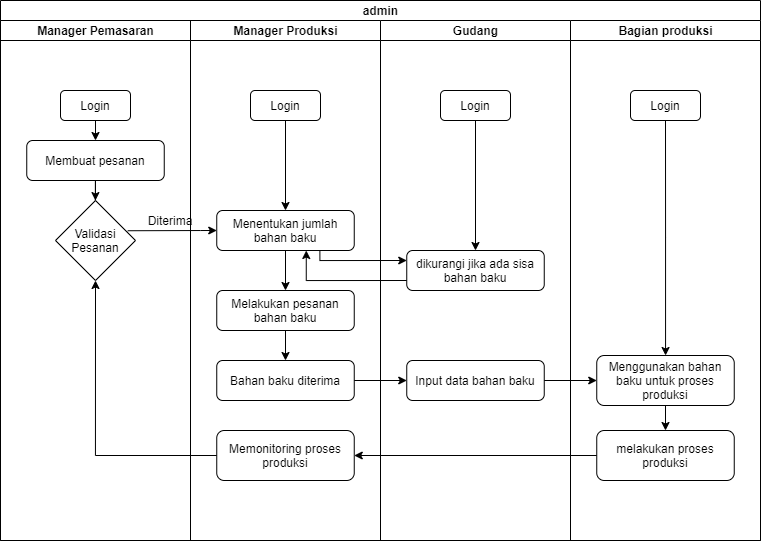 admin
Manager Pemasaran
Manager Produksi
Gudang
Bagian produksi
Login
Login
Login
Login
Membuat pesanan
Validasi
Pesanan
Diterima
Menentukan jumlah
bahan baku
dikurangi jika ada sisa
bahan baku
Melakukan pesanan
bahan baku
Bahan baku diterima
Input data bahan baku
Menggunakan bahan
baku untuk proses
produksi
Memonitoring proses
produksi
melakukan proses
produksi